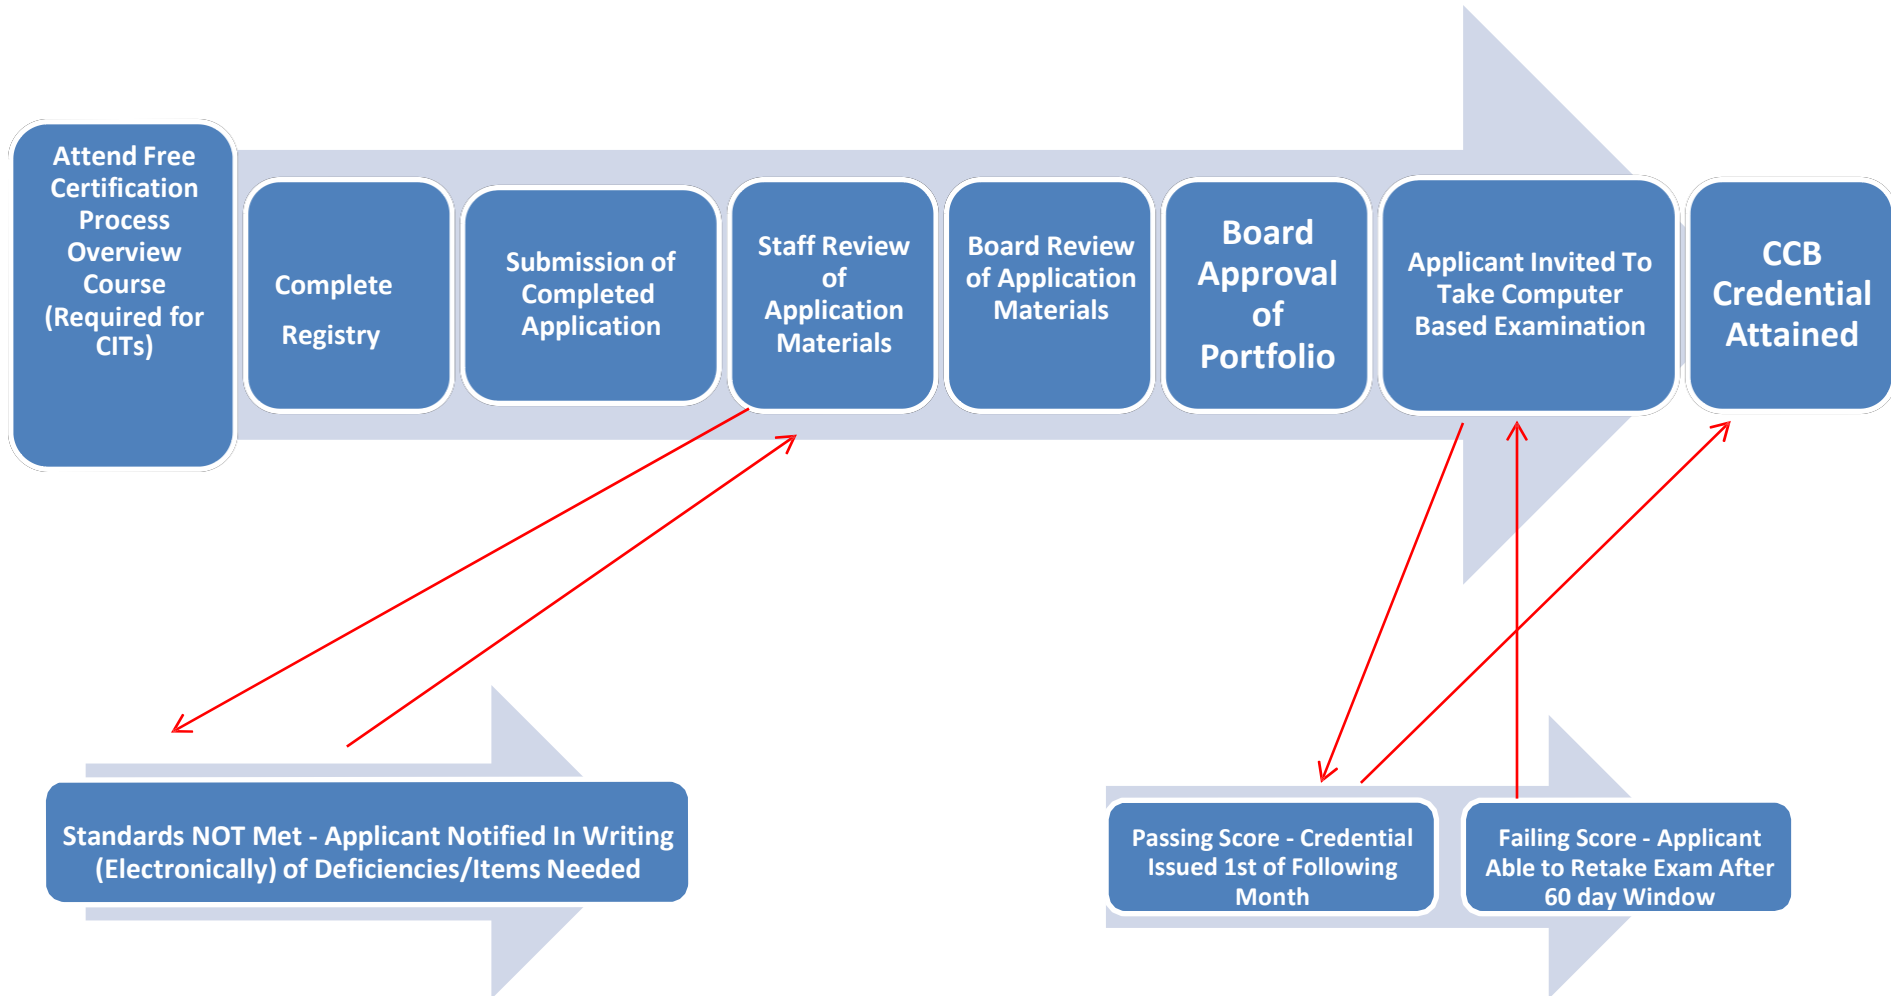 Attend Free
Certification
Process
Overview
Course
(Required for
CITs)
Complete
Registry
Submission of
Completed
Application
Staff Review
of
Application
Materials
Board Review
of Application
Materials
Board
Approval
of
Portfolio
Applicant Invited To
Take Computer
Based Examination
CCB
Credential
Attained
Standards NOT Met - Applicant Notified In Writing
(Electronically) of Deficiencies/Items Needed
Passing Score - Credential
Issued 1st of Following
Month
Failing Score - Applicant
Able to Retake Exam After
60 day Window